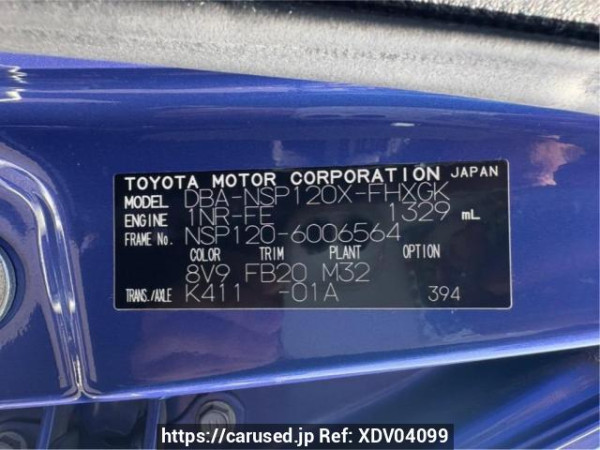 TOYOTA MOTOR CORPORATION JAPAN
MODEL DBA-NSP120X-FHXGK
ENGINE 1NR-FE 1329 mL
FRAME No. NSP120-6006564
COLOR TRIM PLANT OPTION
8V9 FB20 M32
TRANS./AXLE K411 -01A 394
https://carused.jp Ref: XDV04099